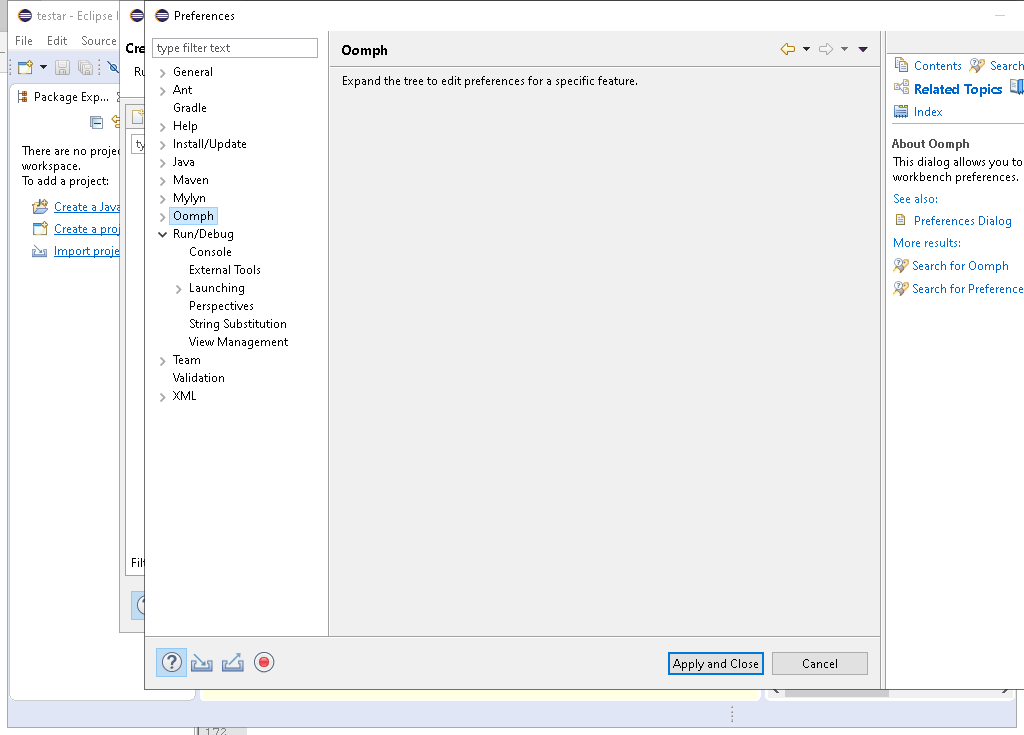 testar - Eclipse I
File Edit Source
Package Exp...
There are no projec
workspace.
To add a project:
Create a Java
Create a proj
Import proje
Cre
Ru
ty
Filt
Preferences
type filter text
General
Ant
Gradle
Help
Install/Update
Java
Maven
Mylyn
Oomph
Run/Debug
Console
External Tools
Launching
Perspectives
String Substitution
View Management
Team
Validation
XML
Oomph
Expand the tree to edit preferences for a specific feature.
Apply and Close Cancel
Contents Search
Related Topics
Index
About Oomph
This dialog allows you to
workbench preferences.
See also:
Preferences Dialog
More results:
Search for Oomph
Search for Preference
172